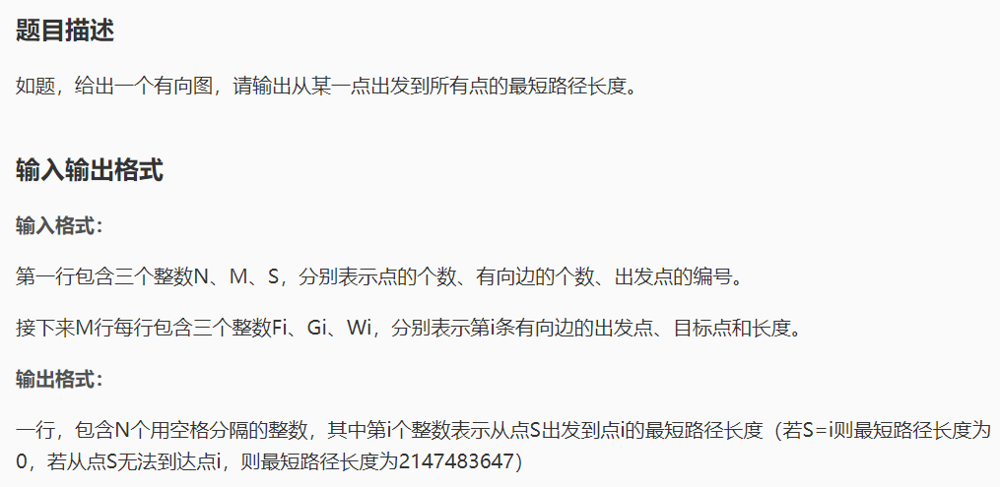 题目描述
如题，给出一个有向图，请输出从某一点出发到所有点的最短路径长度。
输入输出格式
输入格式：
第一行包含三个整数N、M、S，分别表示点的个数、有向边的个数、出发点的编号。
接下来M行每行包含三个整数Fi、Gi、Wi，分别表示第i条有向边的出发点、目标点和长度。
输出格式：
一行，包含N个用空格分隔的整数，其中第i个整数表示从点S出发到点i的最短路径长度（若S=i则最短路径长度为
0，若从点S无法到达点i，则最短路径长度为2147483647）